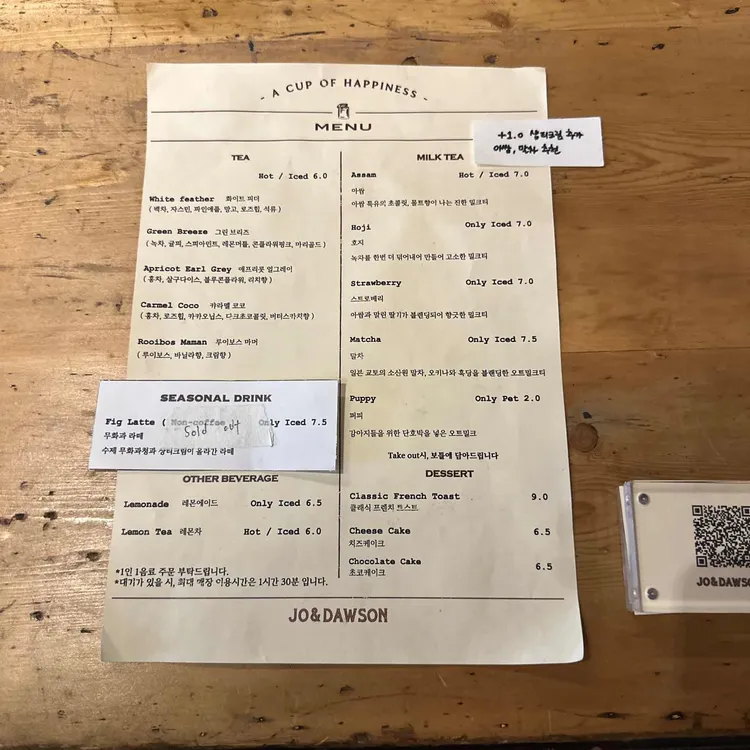 - A CUP OF HAPPINESS -
MENU
+1.0 샹티크림 추가
아쌈, 말차 추천
TEA
Hot / Iced 6.0
White feather 화이트 피더
( 백차, 자스민, 파인애플, 망고, 로즈힙, 석류 )
Green Breeze 그린 브리즈
( 녹차, 귤피, 스피아민트, 레몬머틀, 콘플라워핑크, 마리골드 )
Apricot Earl Grey 애프리콧 얼그레이
( 홍차, 살구다이스, 블루콘플라워, 리치향 )
Carmel Coco 카라멜 코코
( 홍차, 로즈힙, 카카오닙스, 다크초코콜릿, 버터스카치향 )
Rooibos Maman 루이보스 마머
( 루이보스, 바닐라향, 크림향 )
SEASONAL DRINK
Fig Latte ( Non-coffee Only Iced 7.5
Sold out
무화과 라떼
수제 무화과청과 샹티크림이 올라간 라떼
OTHER BEVERAGE
Lemonade 레몬에이드 Only Iced 6.5
Lemon Tea 레몬차 Hot / Iced 6.0
*1인 1음료 주문 부탁드립니다.
*대기가 있을 시, 최대 매장 이용시간은 1시간 30분 입니다.
MILK TEA
Assam Hot / Iced 7.0
아쌈
아쌈 특유의 초콜릿, 몰트향이 나는 진한 밀크티
Hoji Only Iced 7.0
호지
녹차를 한번 더 덖어내어 만들어 고소한 밀크티
Strawberry Only Iced 7.0
스트로베리
아쌈과 말린 딸기가 블렌딩되어 향긋한 밀크티
Matcha Only Iced 7.5
말차
일본 교토의 소산원 말차, 오키나와 흑당을 블렌딩한 오트밀크티
Puppy Only Pet 2.0
퍼피
강아지들을 위한 단호박을 넣은 오트밀크
Take out시, 보틀에 담아드립니다
DESSERT
Classic French Toast 9.0
클래식 프렌치 토스트
Cheese Cake 6.5
치즈케이크
Chocolate Cake 6.5
초코케이크
JO&DAWSON
JO&DAWSO